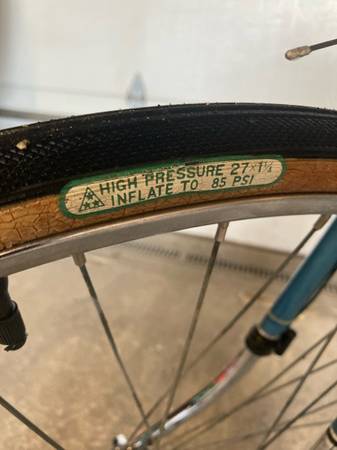 HIGH PRESSURE 27×1¼
INFLATE TO 85 PSI